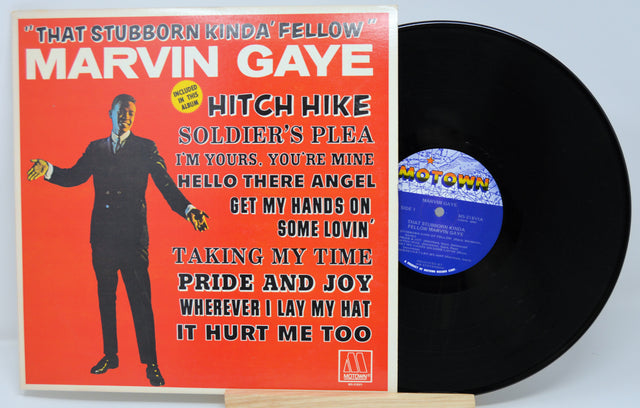 "THAT STUBBORN KINDA' FELLOW"
MARVIN GAYE
INCLUDED
IN THIS
ALBUM
HITCH HIKE
SOLDIER'S PLEA
I'M YOURS, YOU'RE MINE
HELLO THERE ANGEL
GET MY HANDS ON
SOME LOVIN'
TAKING MY TIME
PRIDE AND JOY
WHEREVER I LAY MY HAT
IT HURT ME TOO
M
MOTOWN
MOTOWN
MARVIN GAYE
SIDE 1
THAT STUBBORN KINDA
FELLOW MARVIN GAYE